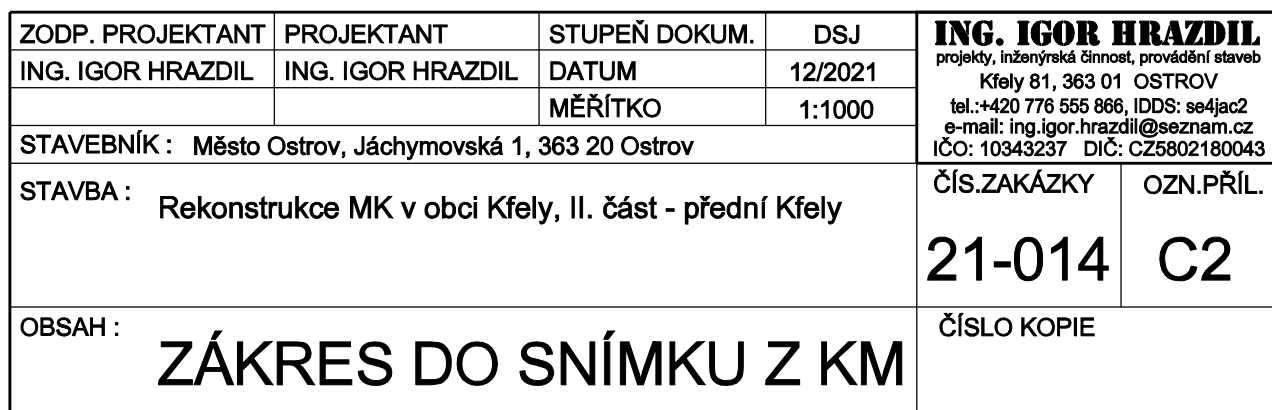 ZODP. PROJEKTANT PROJEKTANT STUPEŇ DOKUM. DSJ
ING. IGOR HRAZDIL ING. IGOR HRAZDIL DATUM 12/2021
MĚŘÍTKO 1:1000
STAVEBNÍK : Město Ostrov, Jáchymovská 1, 363 20 Ostrov
ING. IGOR HRAZDIL
projekty, inženýrská činnost, provádění staveb
Kfely 81, 363 01 OSTROV
tel.:+420 776 555 866, IDDS: se4jac2
e-mail: ing.igor.hrazdil@seznam.cz
IČO: 10343237 DIČ: CZ5802180043
STAVBA : Rekonstrukce MK v obci Kfely, II. část - přední Kfely
ČÍS.ZAKÁZKY OZN.PŘÍL.
21-014 C2
OBSAH : ZÁKRES DO SNÍMKU Z KM
ČÍSLO KOPIE